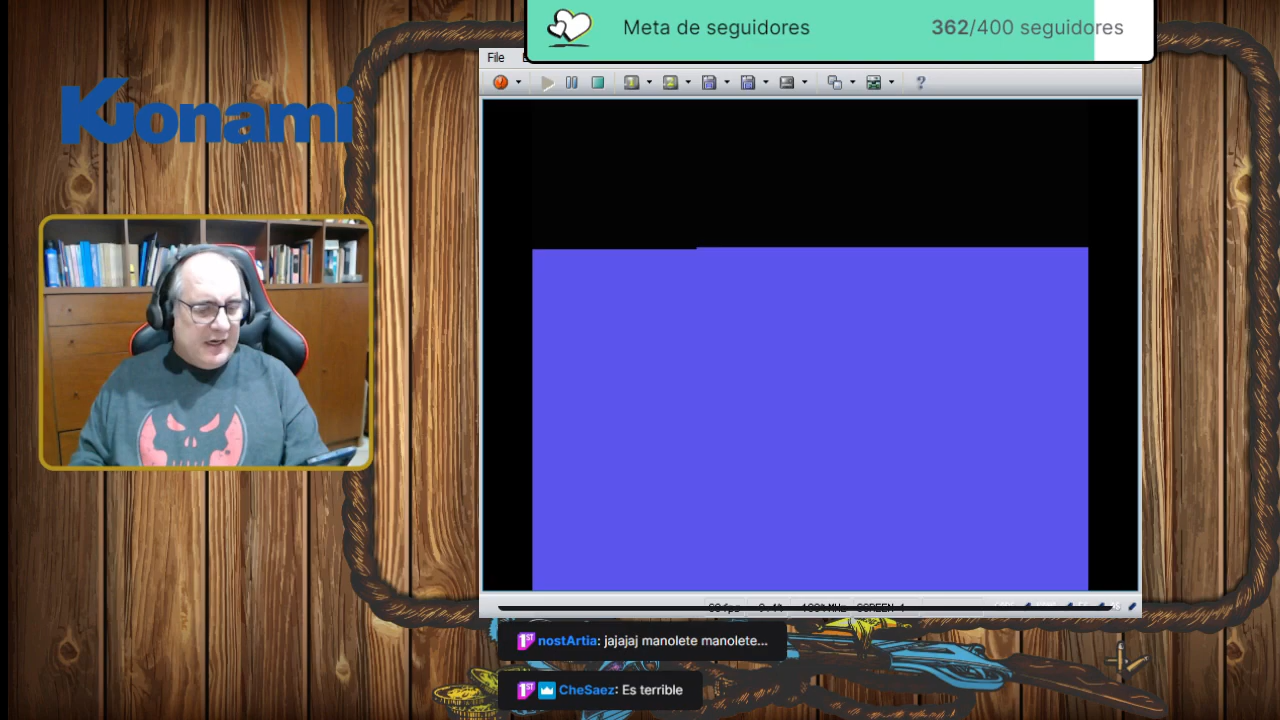 Meta de seguidores
362/400 seguidores
File
Konami
nostArtia: jajajaj manolete manolete...
CheSaez: Es terrible